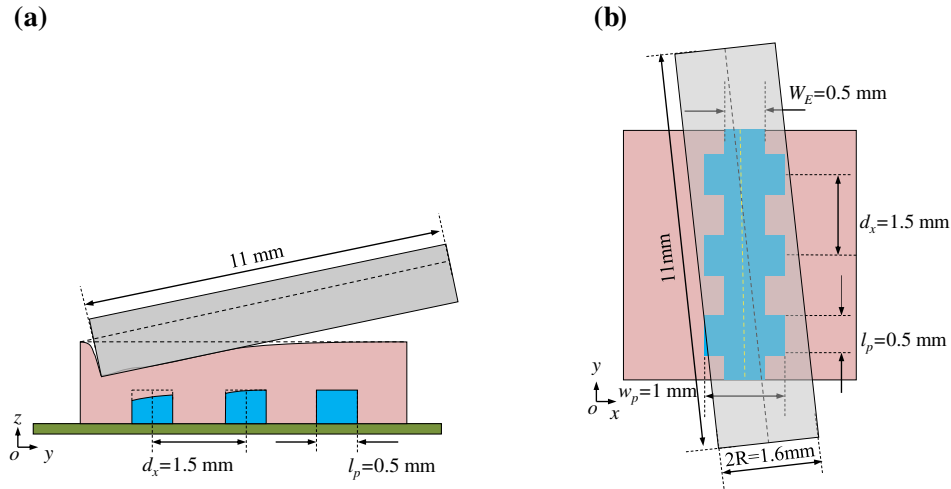 (a)
11 mm
z
o
y
d_x=1.5 mm
l_p=0.5 mm
(b)
W_E=0.5 mm
d_x=1.5 mm
11mm
l_p=0.5 mm
y
o
x
w_p=1 mm
2R=1.6mm